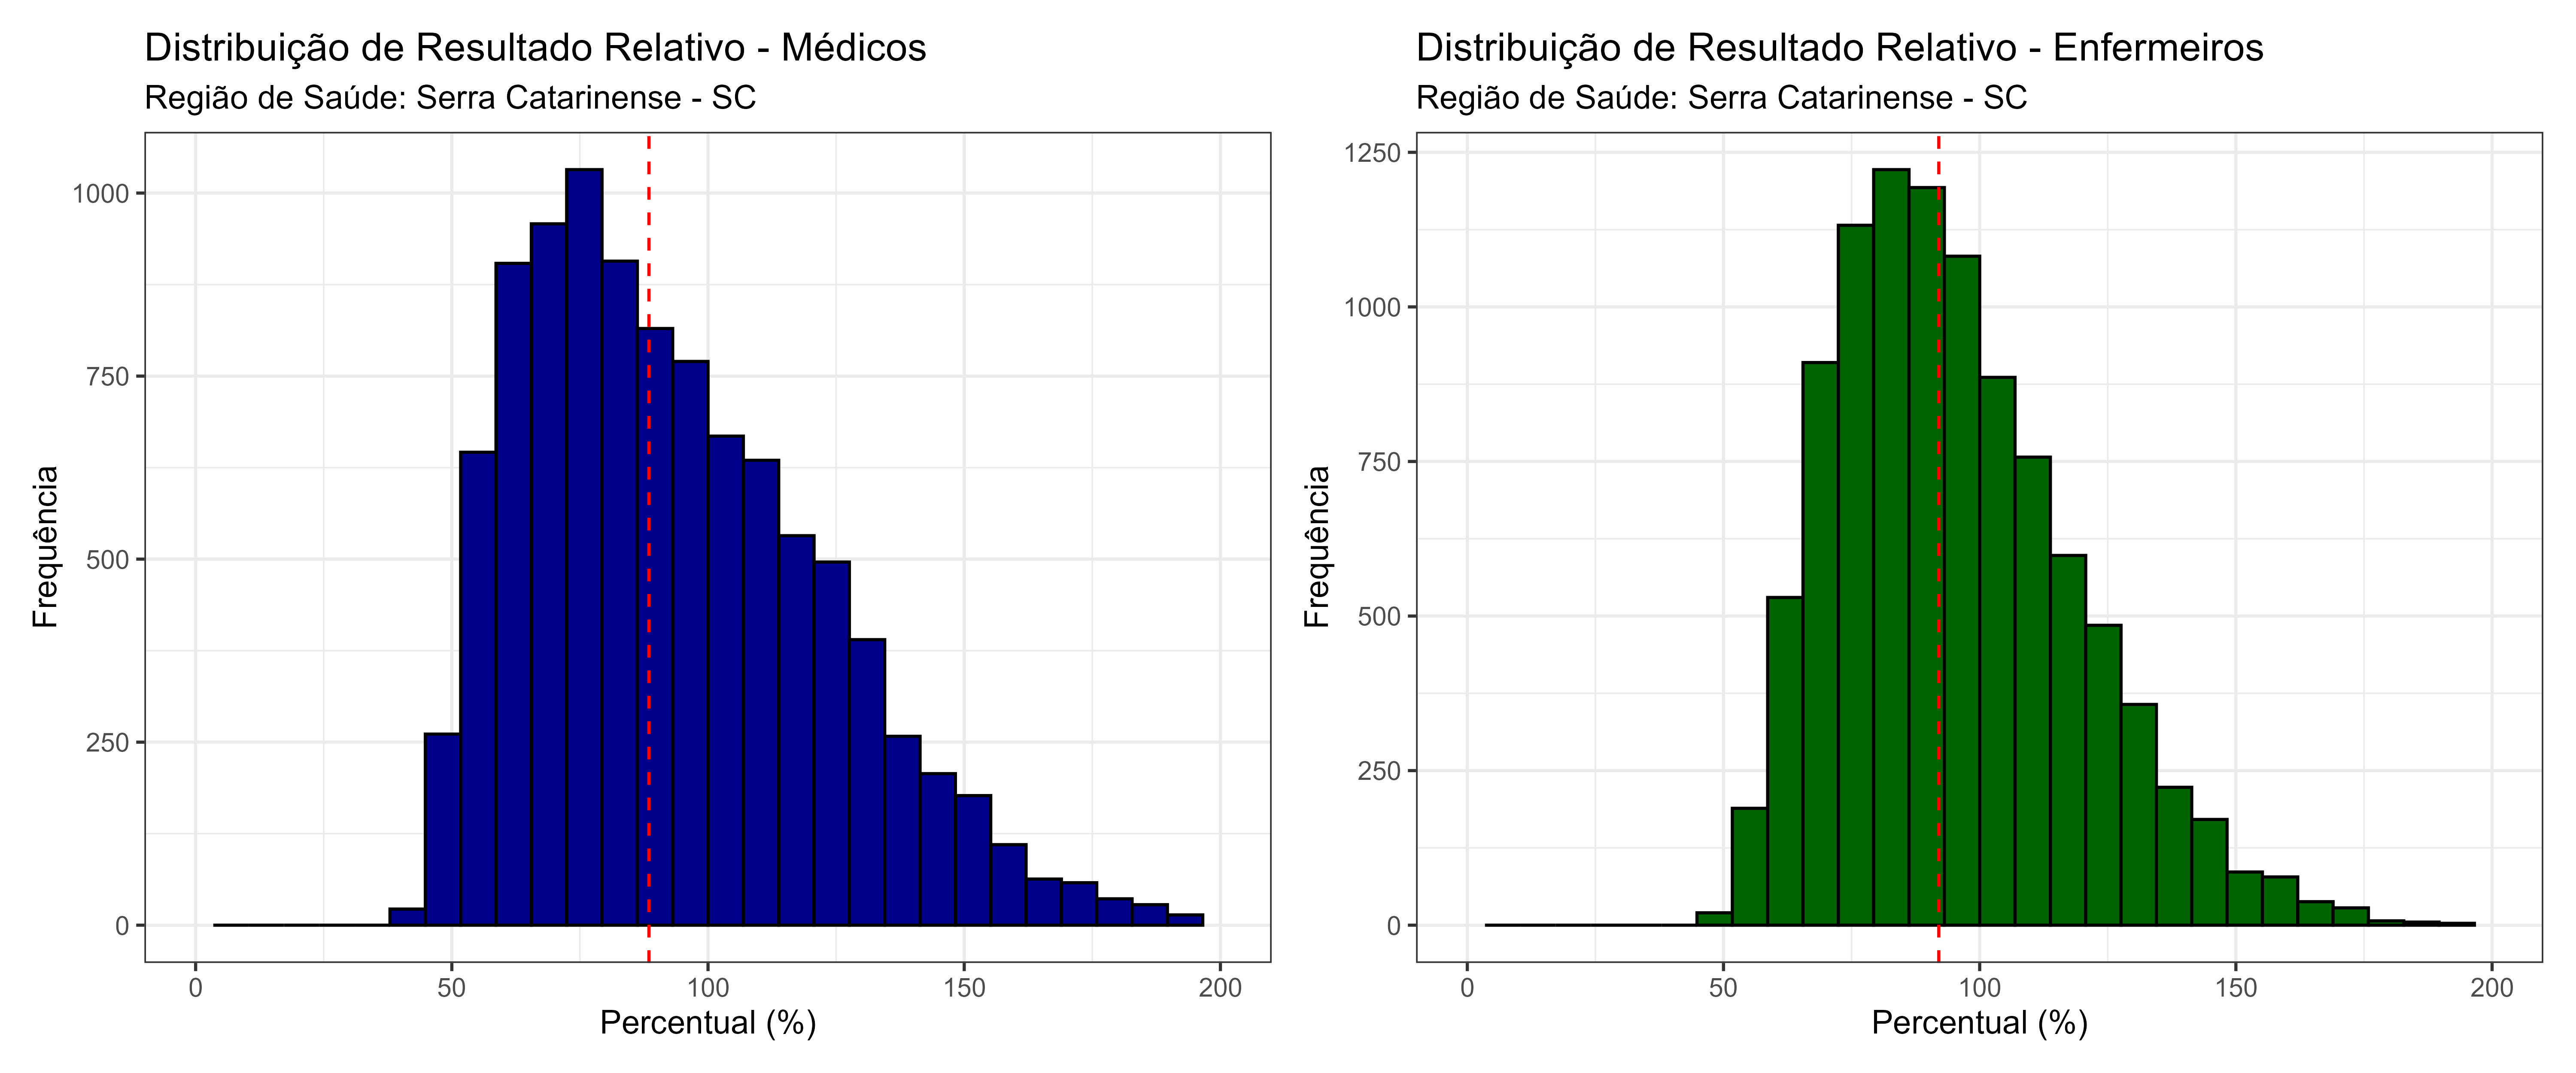 Distribuição de Resultado Relativo - Médicos
Região de Saúde: Serra Catarinense - SC
Frequência
1000
750
500
250
0
0 50 100 150 200
Percentual (%)
Distribuição de Resultado Relativo - Enfermeiros
Região de Saúde: Serra Catarinense - SC
Frequência
1250
1000
750
500
250
0
0 50 100 150 200
Percentual (%)